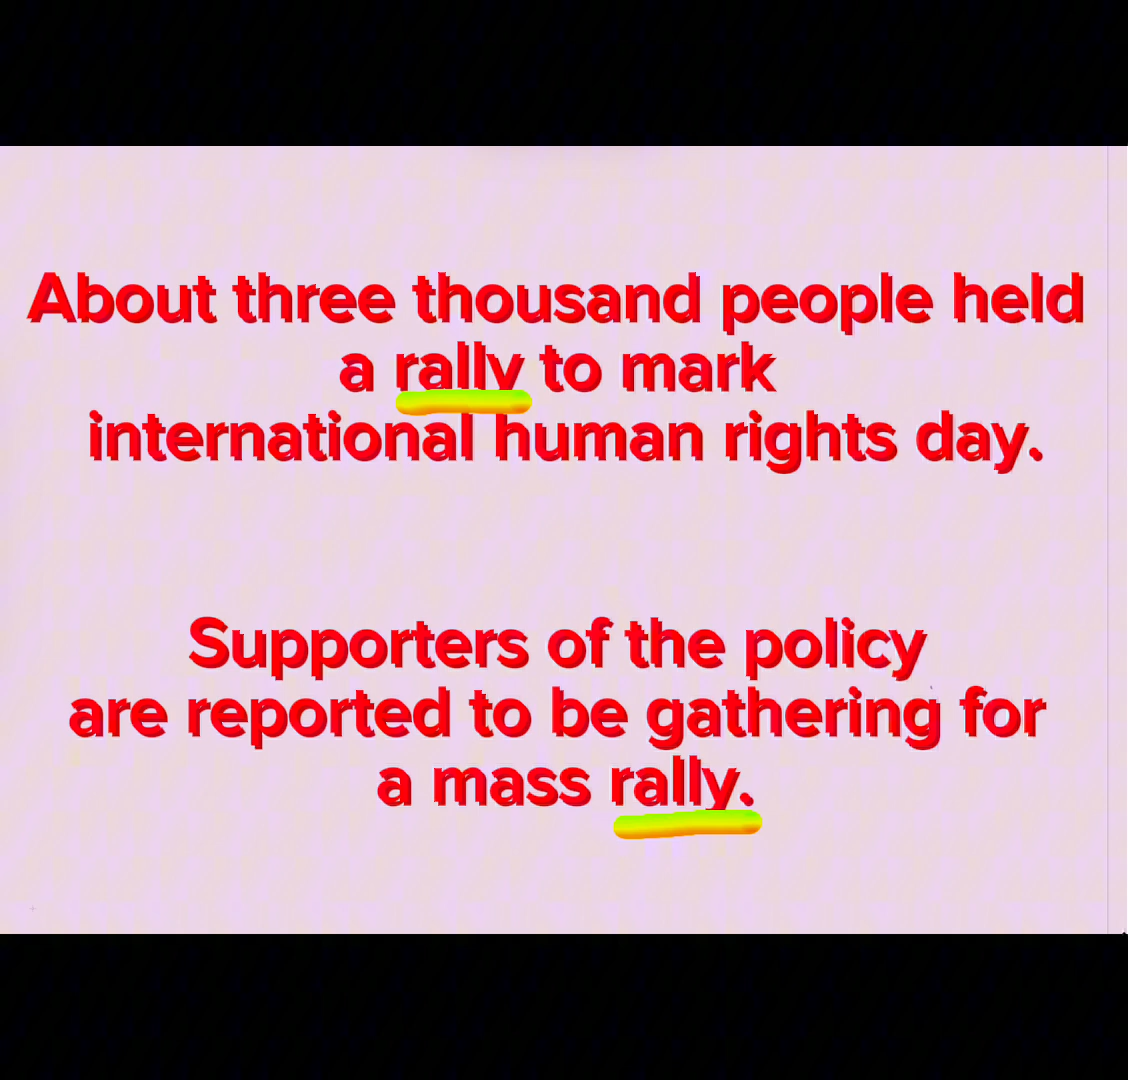 About three thousand people held
a rally to mark
international human rights day.
Supporters of the policy
are reported to be gathering for
a mass rally.